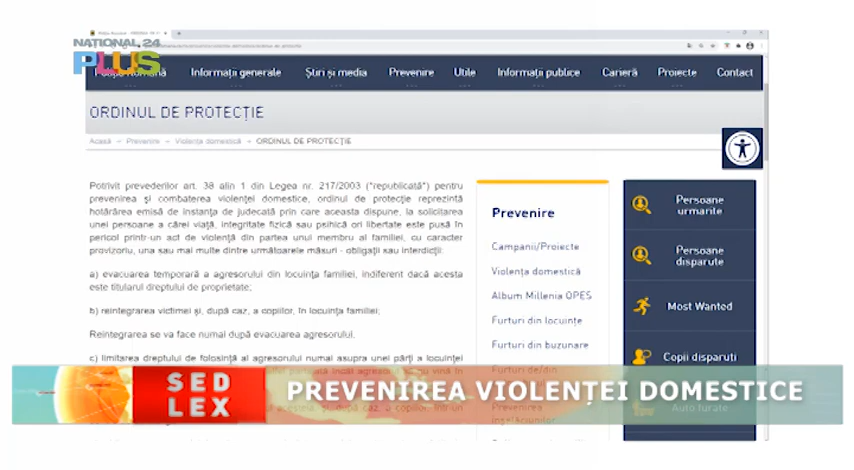 NATIONAL 24
PLUS
Poliția Română Informații generale Știri și media Prevenire Utile Informații publice Carieră Proiecte Contact
ORDINUL DE PROTECȚIE
Acasă Prevenire Violența domestică ORDINUL DE PROTECȚIE
Potrivit prevederilor art. 38 alin 1 din Legea nr. 217/2003 ("republicată") pentru
prevenirea și combaterea violenței domestice, ordinul de protecție reprezintă
hotărârea emisă de instanţa de judecată prin care aceasta dispune, la solicitarea
unei persoane a cărei viață, integritate fizică sau psihică ori libertate este pusă în
pericol printr-un act de violență din partea unui membru al familiei, cu caracter
provizoriu, una sau mai multe dintre următoarele măsuri - obligații sau interdicții:
a) evacuarea temporară a agresorului din locuința familiei, indiferent dacă acesta
este titularul dreptului de proprietate;
b) reintegrarea victimei și, după caz, a copiilor, în locuința familiei;
Reintegrarea se va face numai după evacuarea agresorului.
c) limitarea dreptului de folosință al agresorului numai asupra unei părți a locuinței
Prevenire
Campanii/Proiecte
Violența domestică
Album Millenia OPES
Furturi din locuințe
Furturi din buzunare
Furturi de/din
Prevenirea
înșelăciunilor
Persoane
urmarite
Persoane
disparute
Most Wanted
Copii disparuti
Auto furate
SED
LEX
PREVENIREA VIOLENȚEI DOMESTICE